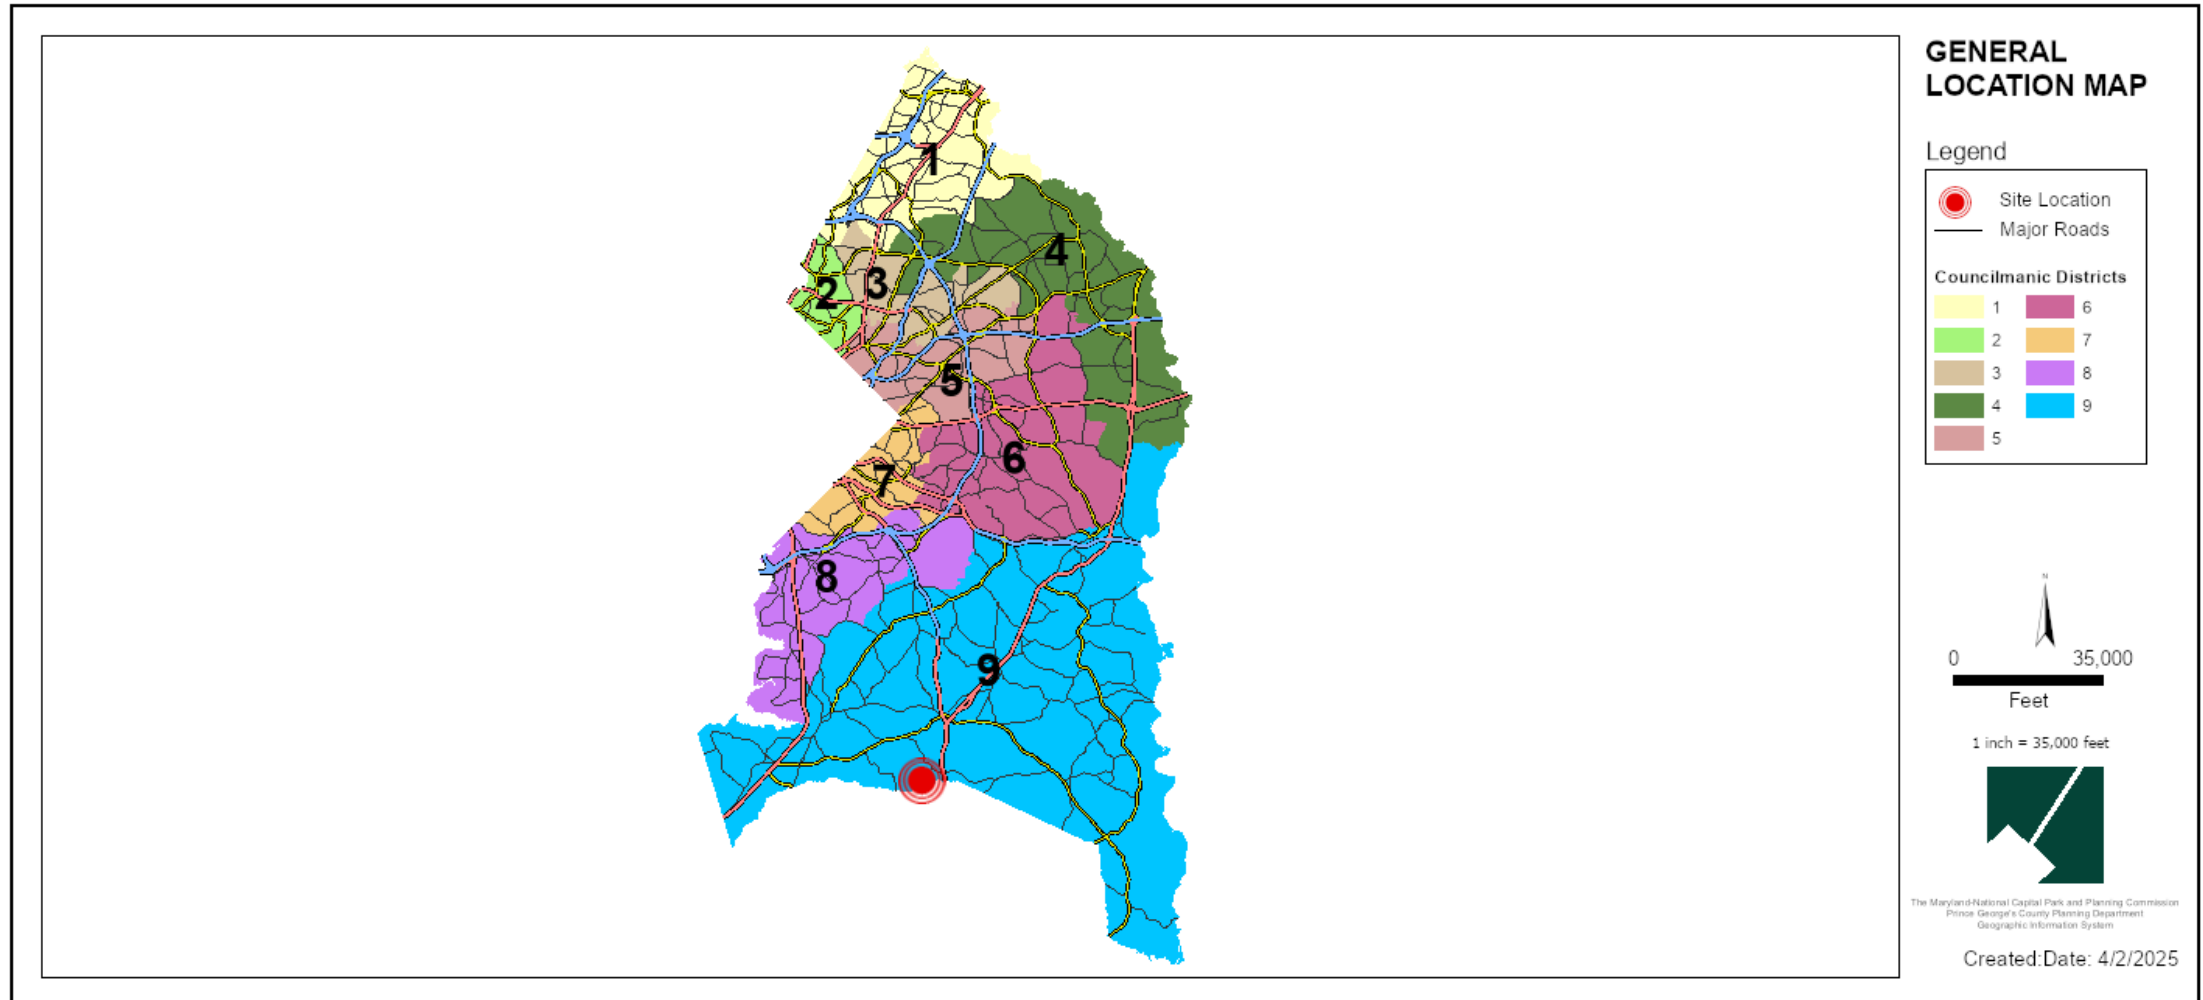 GENERAL
LOCATION MAP
Legend
Site Location
Major Roads
Councilmanic Districts
1 6
2 7
3 8
4 9
5
1
4
3
2
5
6
7
8
9
N
0 35,000
Feet
1 inch = 35,000 feet
The Maryland-National Capital Park and Planning Commission
Prince George's County Planning Department
Geographic Information System
Created:Date: 4/2/2025